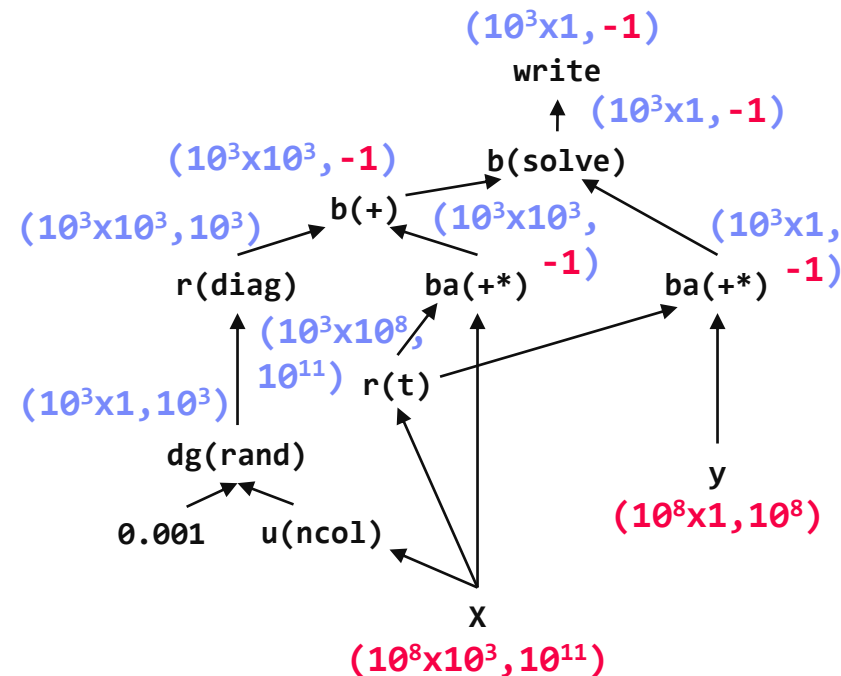 (10³x1,-1)
write
(10³x1,-1)
(10³x10³,-1)
b(solve)
b(+)
(10³x10³,
-1)
(10³x1,
-1)
(10³x10³,10³)
r(diag)
ba(+*)
ba(+*)
(10³x10⁸,
10¹¹)
r(t)
(10³x1,10³)
dg(rand)
y
(10⁸x1,10⁸)
0.001
u(ncol)
X
(10⁸x10³,10¹¹)